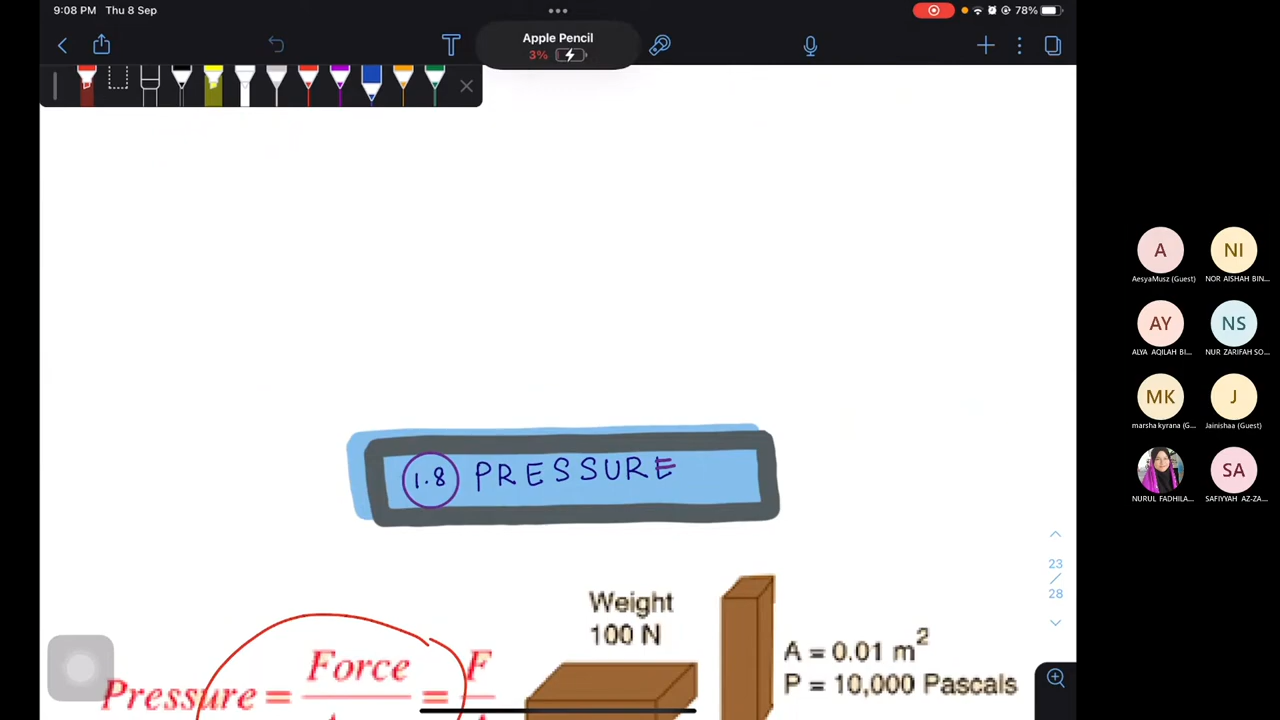 9:08 PM Thu 8 Sep
78%
Apple Pencil
3%
T
1.8 PRESSURE
Weight
100 N
A = 0.01 m²
P = 10,000 Pascals
Pressure = Force = F
23
/
28
A
NI
AesyaMusz (Guest)
NOR AISHAH BIN...
AY
NS
ALYA AQILAH BI...
NUR ZARIFAH SO...
MK
J
marsha kyrana (G...
Jainishaa (Guest)
SA
NURUL FADHILA...
SAFIYYAH AZ-ZA...